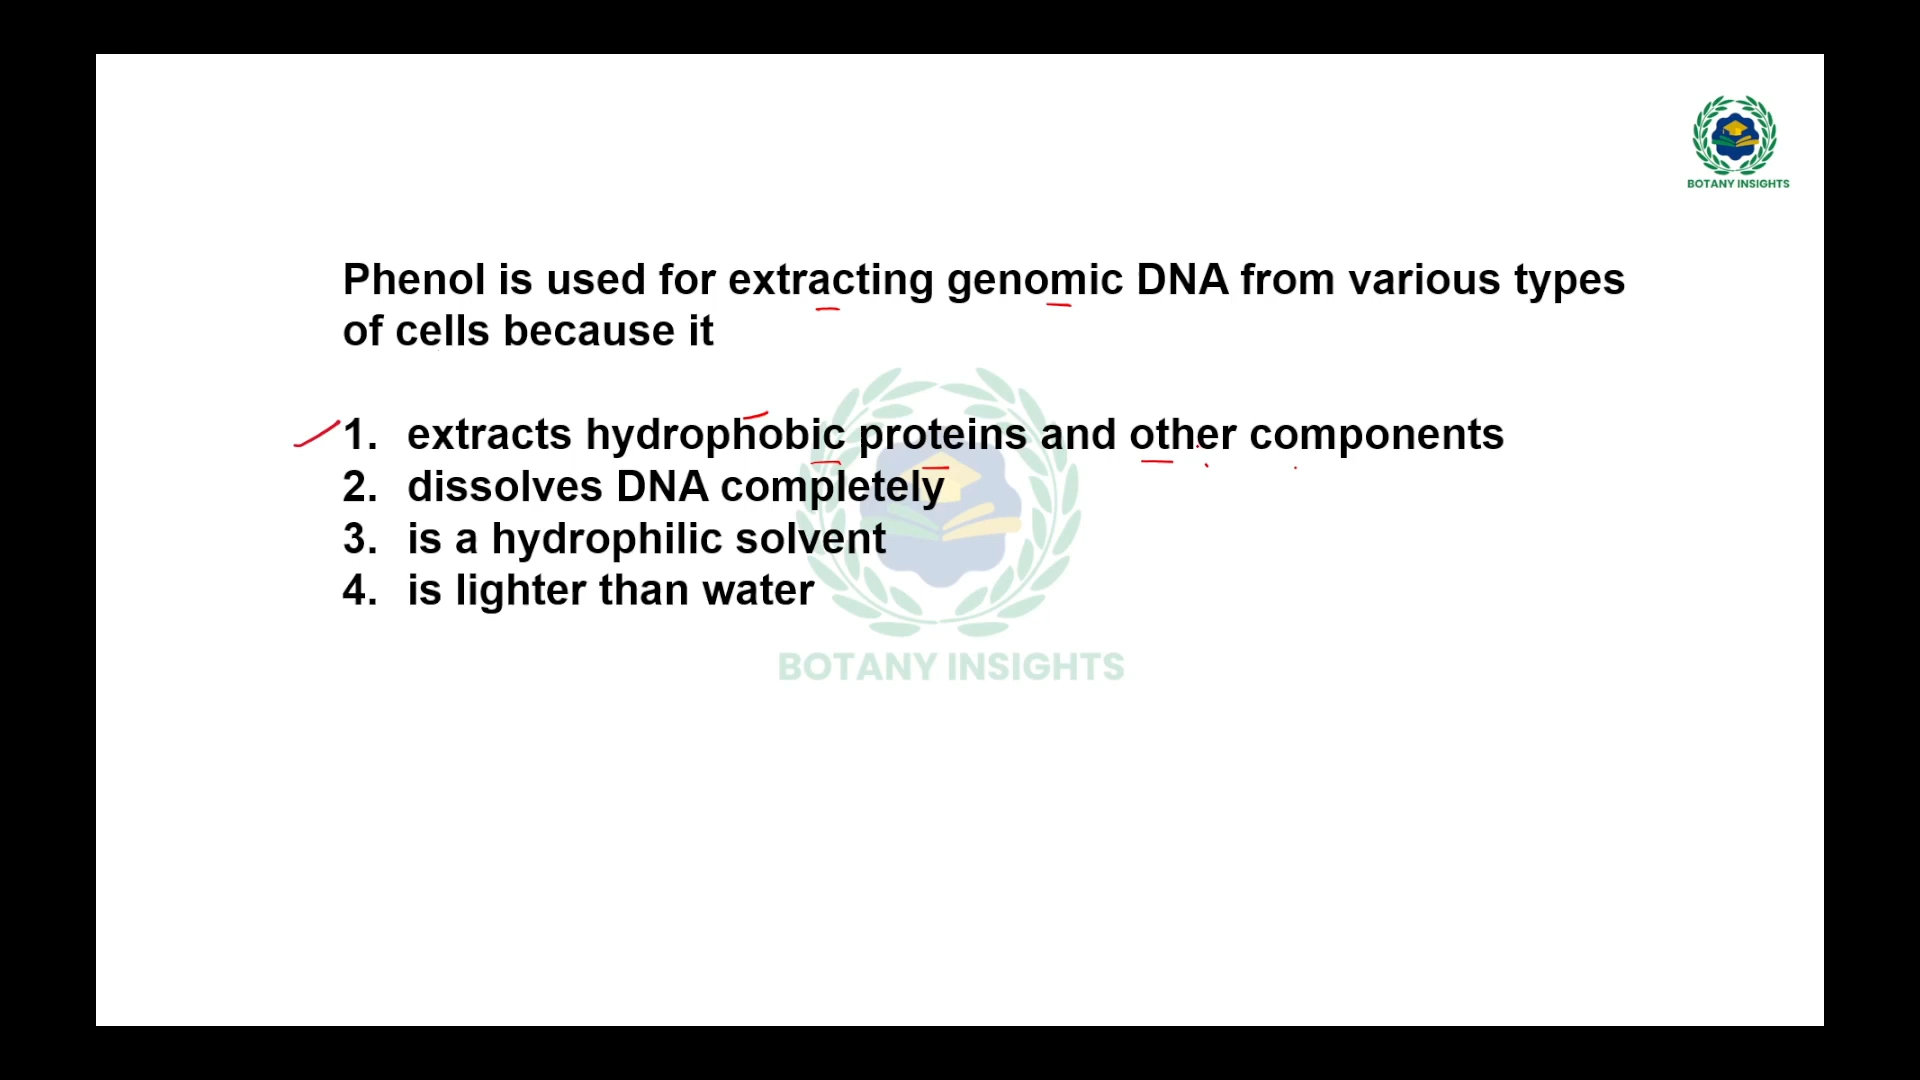 BOTANY INSIGHTS
Phenol is used for extracting genomic DNA from various types
of cells because it
1. extracts hydrophobic proteins and other components
2. dissolves DNA completely
3. is a hydrophilic solvent
4. is lighter than water
BOTANY INSIGHTS